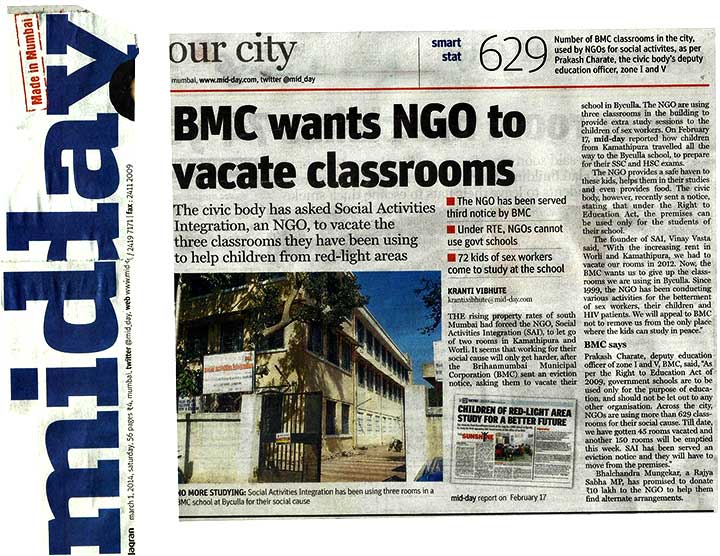 Made in Mumbai
midday
march 1, 2014, saturday, 56 pages ₹4, mumbai, twitter @mid_day, web www.mid-d
/ 2419 7171 | fax : 2411 2009
our city
mumbai, www.mid-day.com, twitter @mid_day
smart
stat
629
Number of BMC classrooms in the city,
used by NGOs for social activites, as per
Prakash Charate, the civic body's deputy
education officer, zone I and V
BMC wants NGO to
vacate classrooms
The civic body has asked Social Activities
Integration, an NGO, to vacate the
three classrooms they have been using
to help children from red-light areas
The NGO has been served
third notice by BMC
Under RTE, NGOs cannot
use govt schools
72 kids of sex workers
come to study at the school
KRANTI VIBHUTE
kranti.vibhute@mid-day.com
THE rising property rates of south
Mumbai had forced the NGO, Social
Activities Integration (SAI), to let go
of two rooms in Kamathipura and
Worli. It seems that working for their
social cause will only get harder, after
the Brihanmumbai Municipal
Corporation (BMC) sent an eviction
notice, asking them to vacate their
CHILDREN OF RED-LIGHT AREA
STUDY FOR A BETTER FUTURE
SUNSHINE
mid-day report on February 17
NO MORE STUDYING: Social Activities Integration has been using three rooms in a
BMC school at Byculla for their social cause
school in Byculla. The NGO are using
three classrooms in the building to
provide extra study sessions to the
children of sex workers. On February
17, mid-day reported how children
from Kamathipura travelled all the
way to the Byculla school, to prepare
for their SSC and HSC exams.
The NGO provides a safe haven to
these kids, helps them in their studies
and even provides food. The civic
body, however, recently sent a notice,
stating that under the Right to
Education Act, the premises can
be used only for the students of
their school.
The founder of SAI, Vinay Vasta
said, "With the increasing rent in
Worli and Kamathipura, we had to
vacate our rooms in 2012. Now, the
BMC wants us to give up the class-
rooms we are using in Byculla. Since
1999, the NGO has been conducting
various activities for the betterment
of sex workers, their children and
HIV patients. We will appeal to BMC
not to remove us from the only place
where the kids can study in peace."
BMC says
Prakash Charate, deputy education
officer of zone I and V, BMC, said, "As
per the Right to Education Act of
2009, government schools are to be
used only for the purpose of educa-
tion, and should not be let out to any
other organisation. Across the city,
NGOs are using more than 629 class-
rooms for their social cause. Till date,
we have gotten 45 rooms vacated and
another 150 rooms will be emptied
this week. SAI has been served an
eviction notice and they will have to
move from the premises."
Bhalchandra Mungekar, a Rajya
Sabha MP, has promised to donate
₹10 lakh to the NGO to help them
find alternate arrangements.